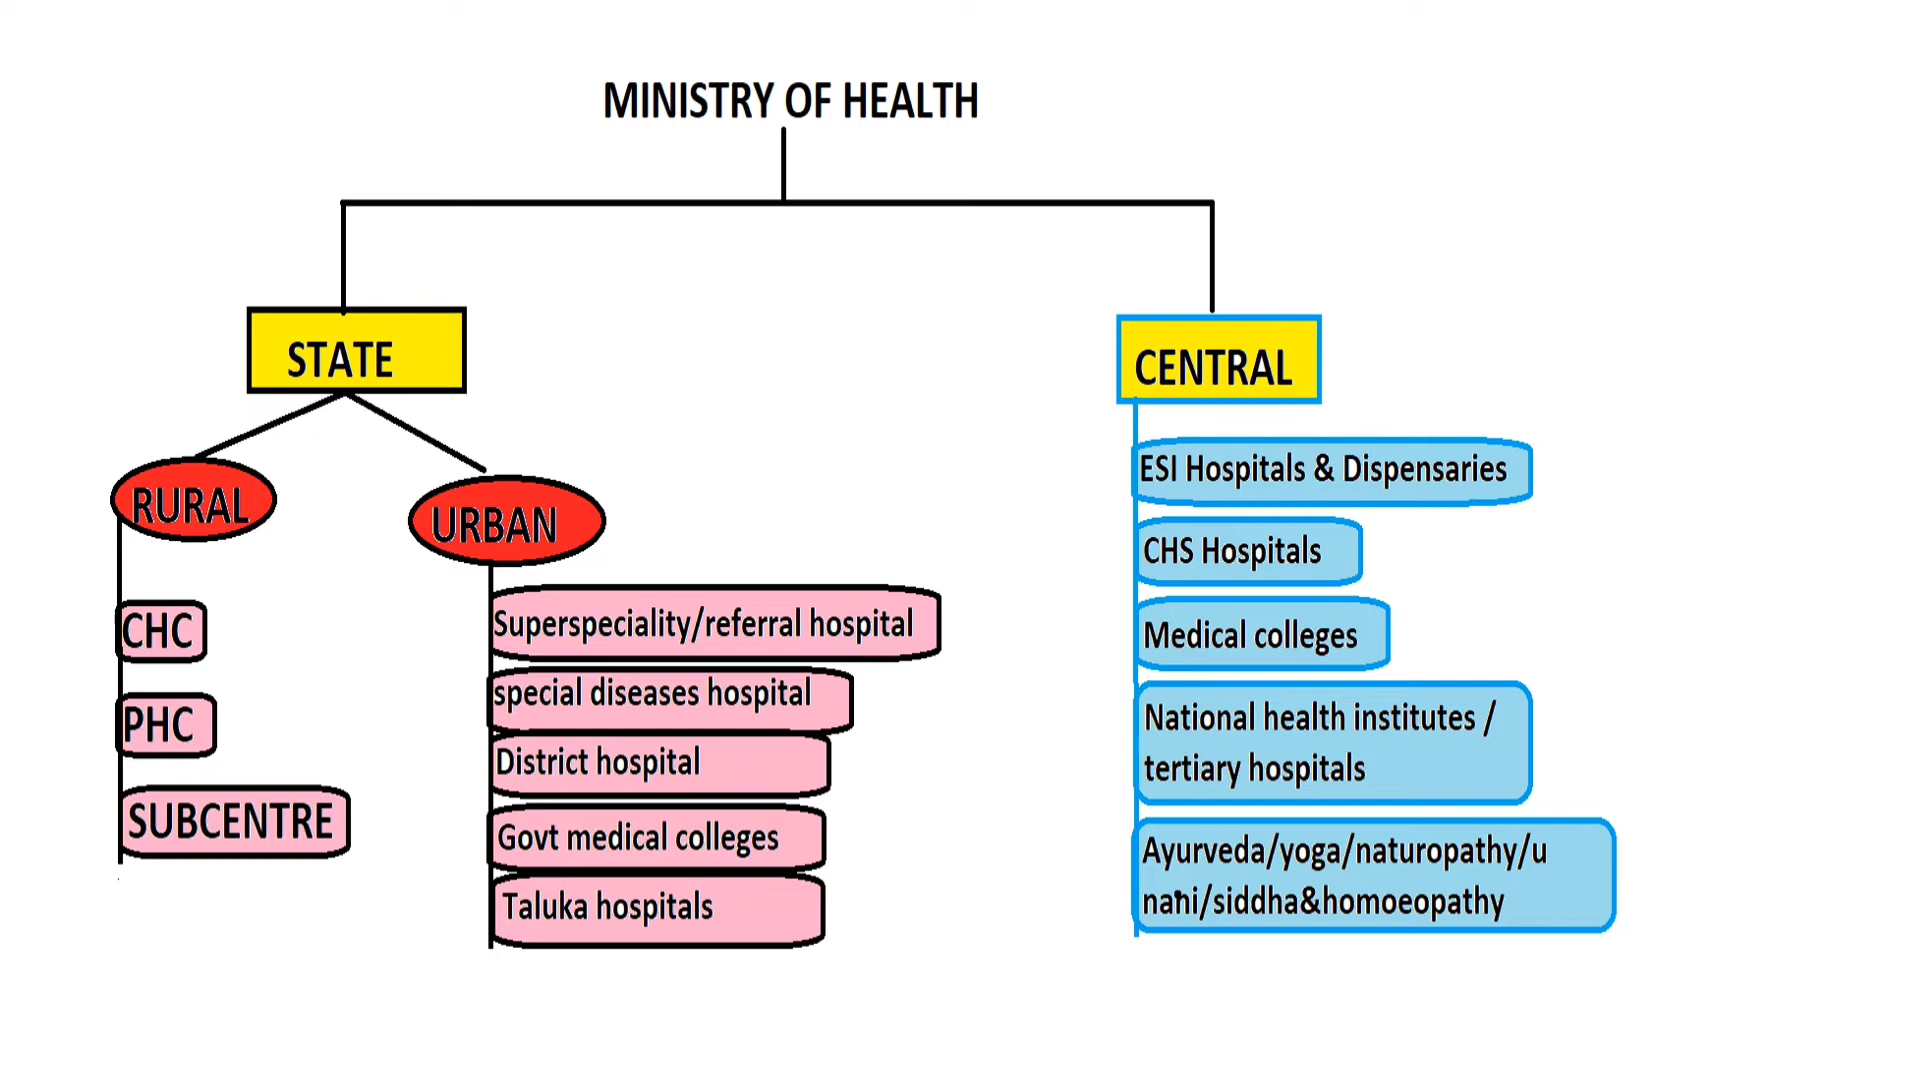 MINISTRY OF HEALTH
STATE
CENTRAL
RURAL
URBAN
CHC
PHC
SUBCENTRE
Superspeciality/referral hospital
special diseases hospital
District hospital
Govt medical colleges
Taluka hospitals
ESI Hospitals & Dispensaries
CHS Hospitals
Medical colleges
National health institutes /
tertiary hospitals
Ayurveda/yoga/naturopathy/u
nani/siddha&homoeopathy